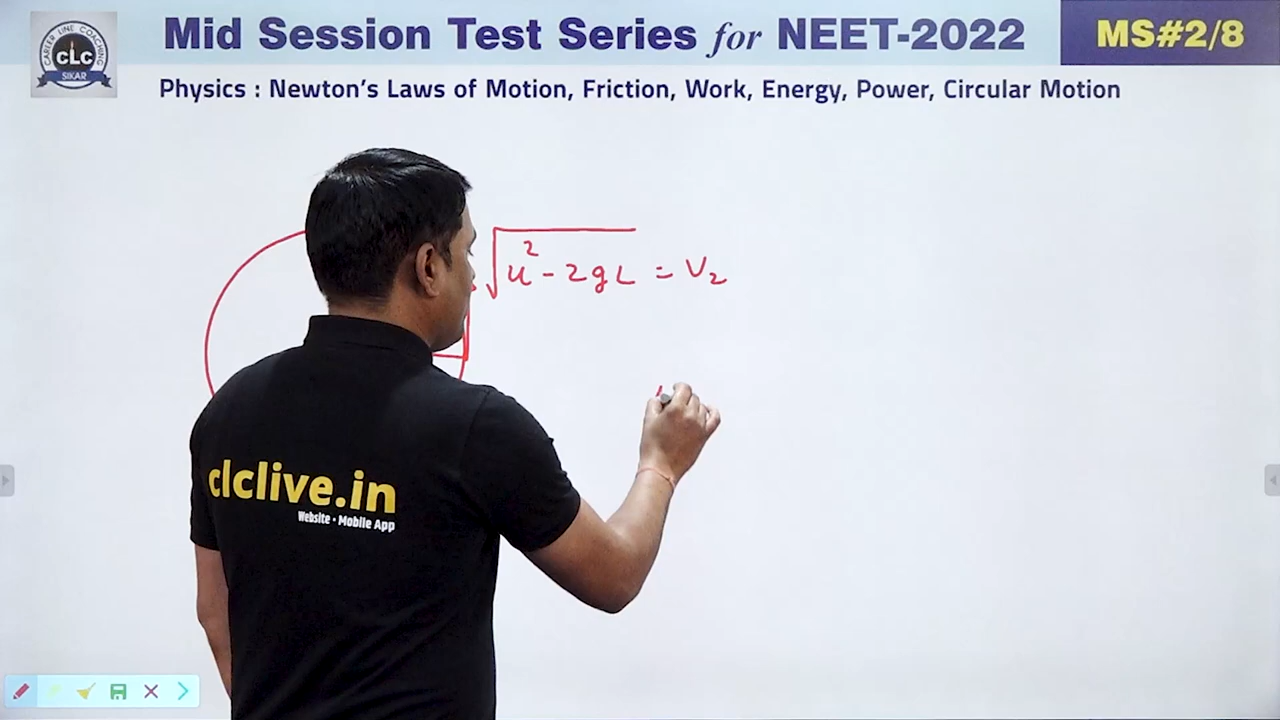 Mid Session Test Series for NEET-2022
MS#2/8
CAREER LINE COACHING
CLC
SIKAR
Physics : Newton's Laws of Motion, Friction, Work, Energy, Power, Circular Motion
√(u² - 2gL) = V₂
clclive.in
Website • Mobile App